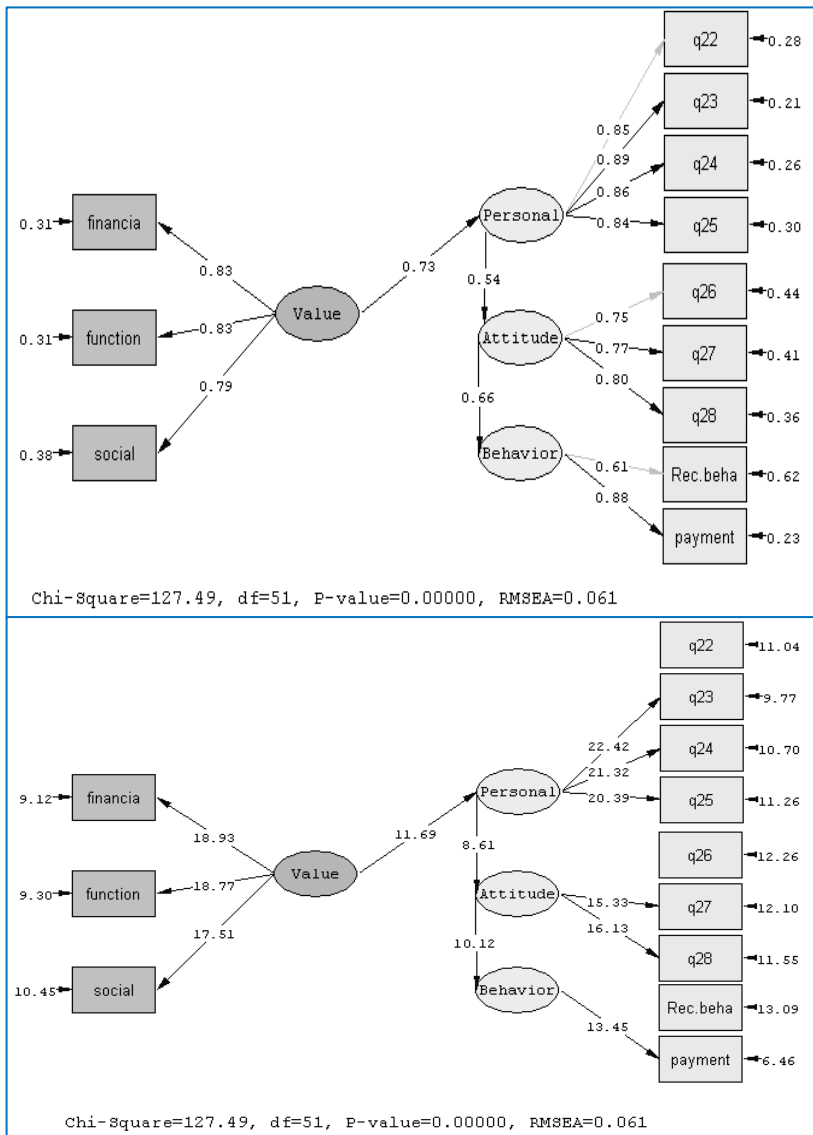 q22
0.28
q23
0.21
0.85
0.89
q24
0.26
0.86
0.31
financia
Personal
0.84
q25
0.30
0.83
0.73
0.54
q26
0.44
Value
0.75
0.31
function
0.83
Attitude
0.77
q27
0.41
0.79
0.80
0.66
q28
0.36
0.38
social
Behavior
0.61
Rec.beha
0.62
0.88
payment
0.23
Chi-Square=127.49, df=51, P-value=0.00000, RMSEA=0.061
q22
11.04
q23
9.77
22.42
q24
10.70
21.32
9.12
financia
Personal
20.39
q25
11.26
18.93
11.69
8.61
q26
12.26
Value
9.30
function
18.77
Attitude
15.33
q27
12.10
16.13
17.51
10.12
q28
11.55
10.45
social
Behavior
Rec.beha
13.09
13.45
payment
6.46
Chi-Square=127.49, df=51, P-value=0.00000, RMSEA=0.061